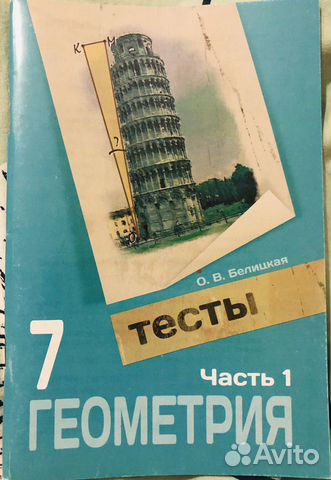 К М
?
О. В. Белицкая
тесты
7
Часть 1
ГЕОМЕТРИЯ
Avito